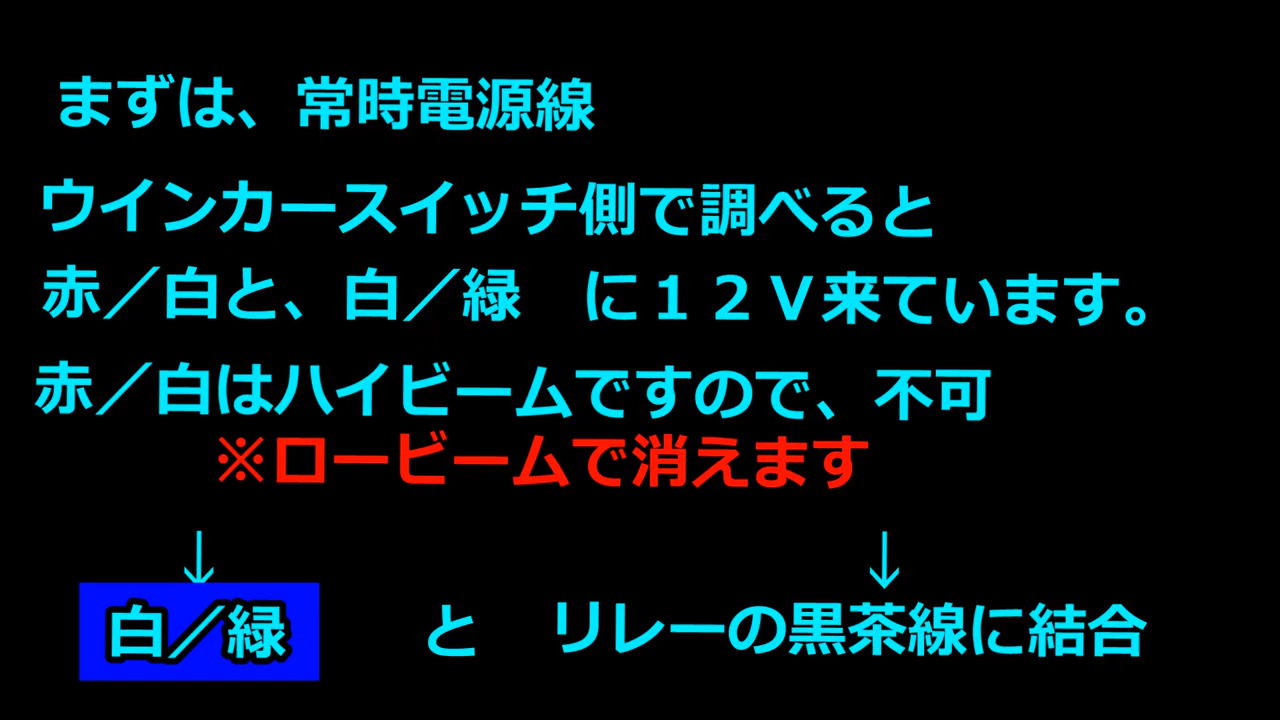 まずは、常時電源線
ウインカースイッチ側で調べると
赤／白と、白／緑　に１２Ｖ来ています。
赤／白はハイビームですので、不可
※ロービームで消えます
↓　↓
白／緑　と　リレーの黒茶線に結合